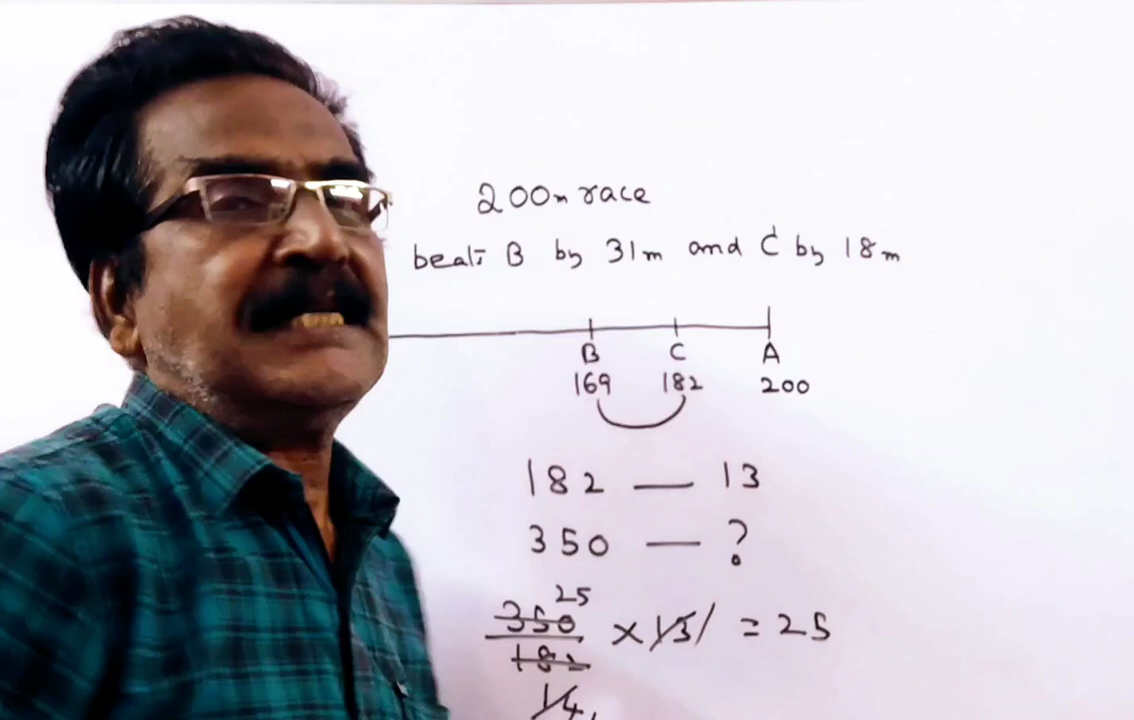 200m race
beats B by 31m and C by 18m
B C A
169 182 200
182 — 13
350 — ?
25
350 × 13 = 25
182
14